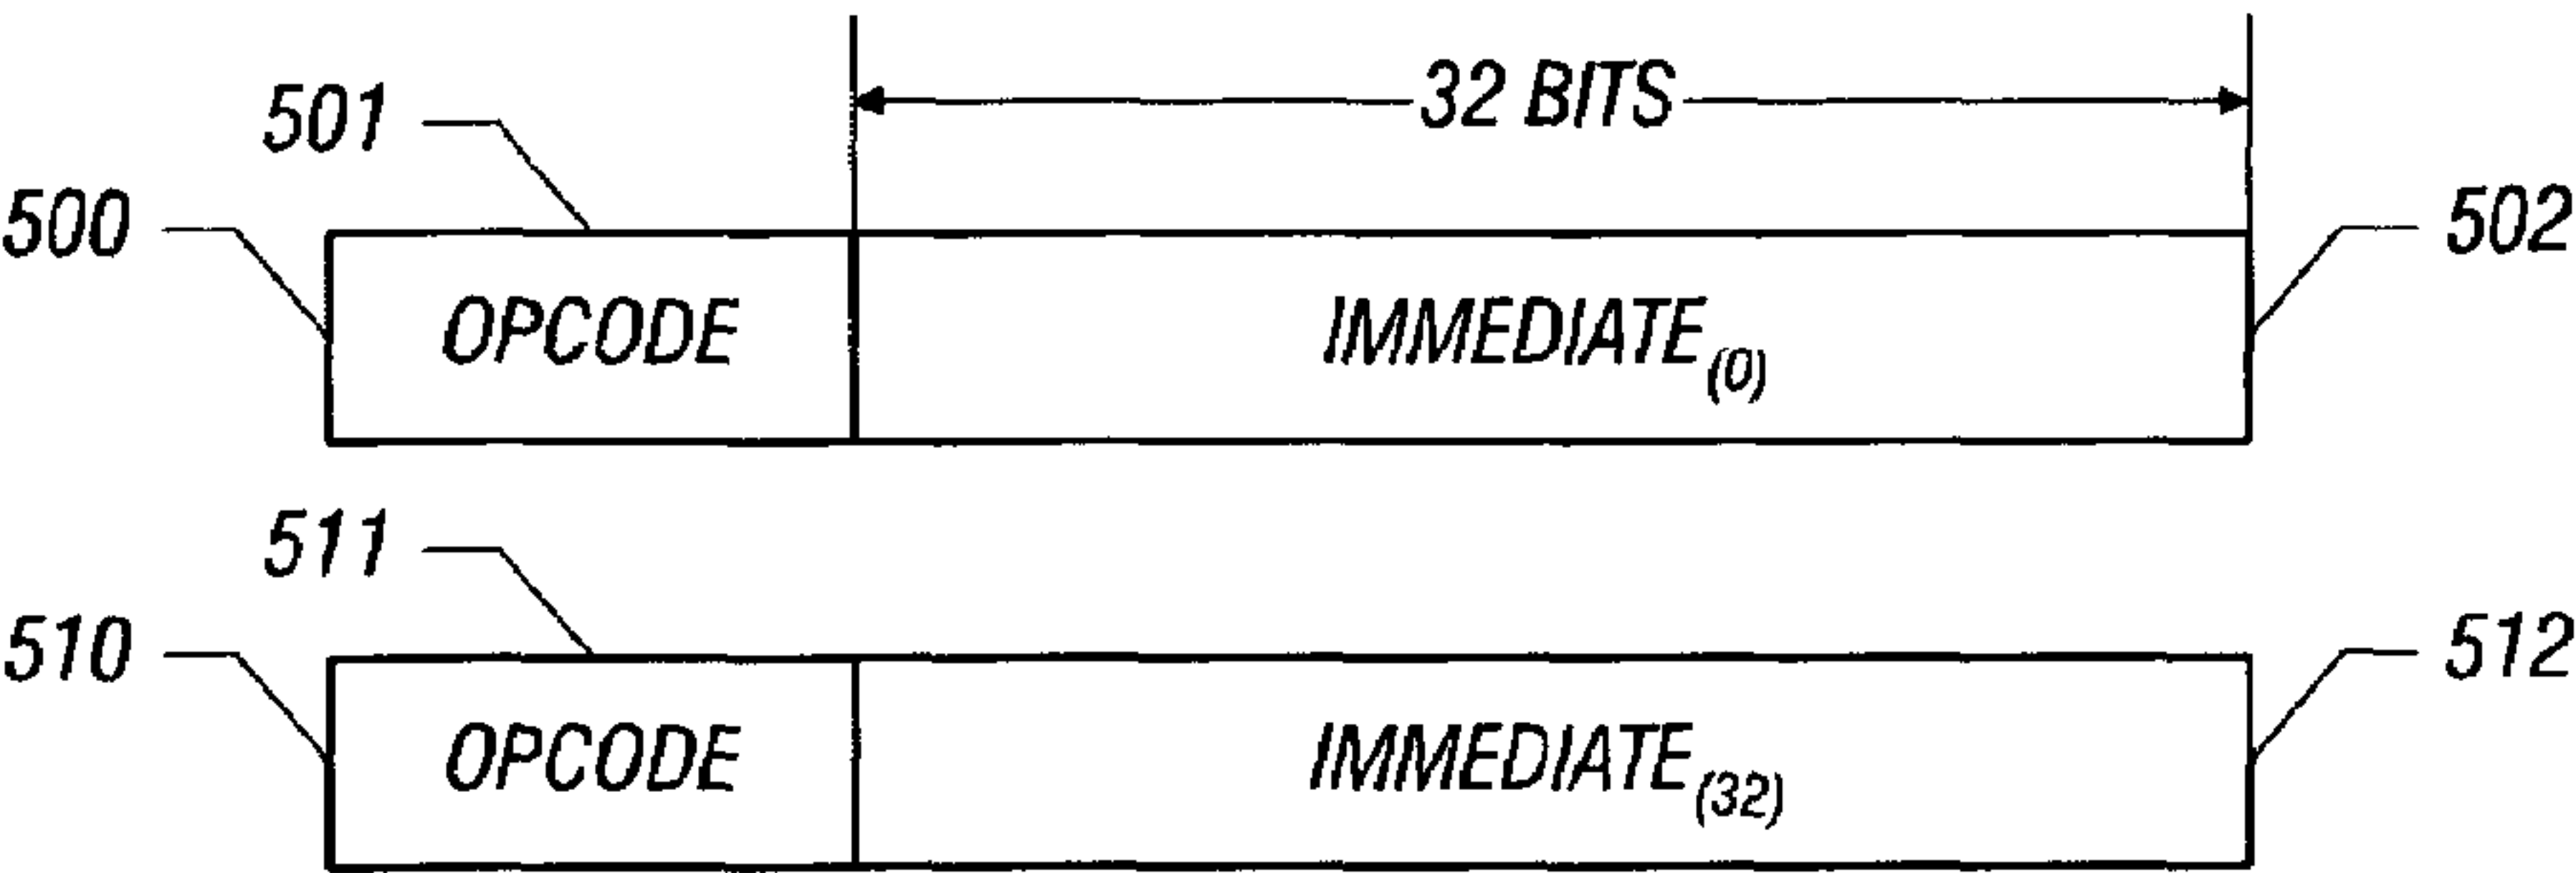 32 BITS
501
500
502
OPCODE IMMEDIATE(0)
511
510
512
OPCODE IMMEDIATE(32)